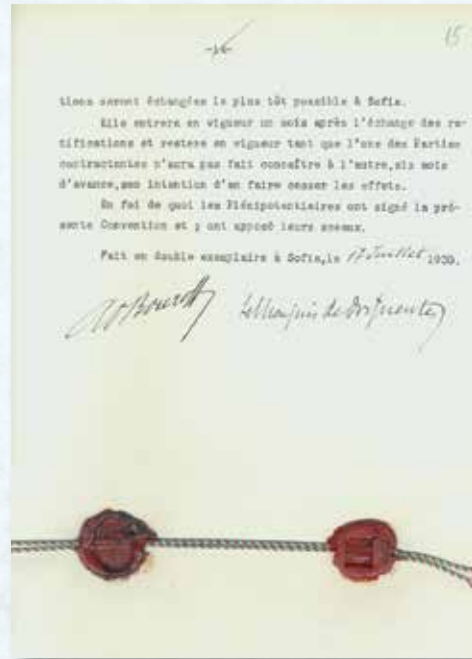 15
tions seront échangées le plus tôt possible à Sofia.
Elle entrera en vigueur un mois après l'échange des ra-
tifications et restera en vigueur tant que l'une des Parties
contractantes n'aura pas fait connaître à l'autre, six mois
d'avance, son intention d'en faire cesser les effets.
En foi de quoi les Plénipotentiaires ont signé la pré-
sente Convention et y ont apposé leurs sceaux.
Fait en double exemplaire à Sofia, le 17 Juillet 1930.